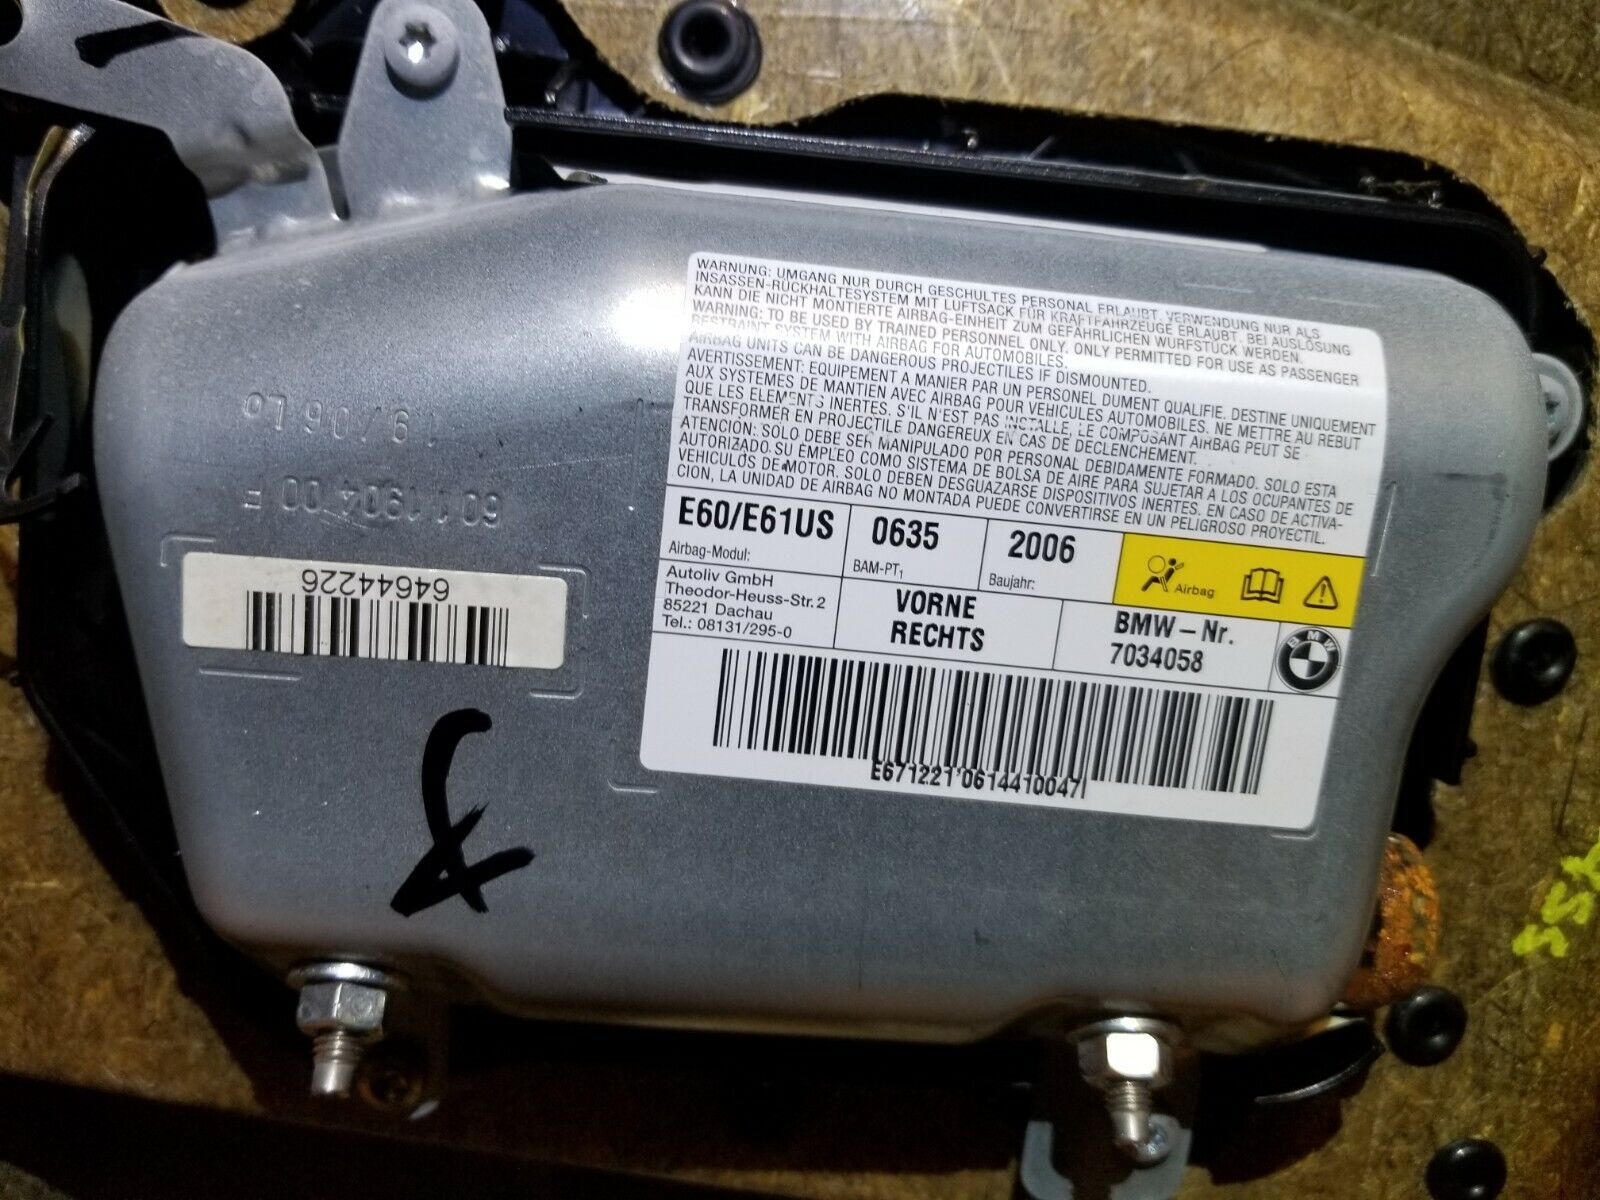 WARNUNG: UMGANG NUR DURCH GESCHULTES PERSONAL ERLAUBT. VERWENDUNG NUR ALS
INSASSEN-RÜCKHALTESYSTEM MIT LUFTSACK FÜR KRAFTFAHRZEUGE ERLAUBT. BEI AUSLÖSUNG
KANN DIE NICHT MONTIERTE AIRBAG-EINHEIT ZUM GEFÄHRLICHEN WURFSTÜCK WERDEN.
WARNING: TO BE USED BY TRAINED PERSONNEL ONLY. ONLY PERMITTED FOR USE AS PASSENGER
RESTRAINT SYSTEM WITH AIRBAG FOR AUTOMOBILES.
AIRBAG UNITS CAN BE DANGEROUS PROJECTILES IF DISMOUNTED.
AVERTISSEMENT: EQUIPEMENT A MANIER PAR UN PERSONEL DUMENT QUALIFIE. DESTINE UNIQUEMENT
AUX SYSTEMES DE MANTIEN AVEC AIRBAG POUR VEHICULES AUTOMOBILES. NE METTRE AU REBUT
QUE LES ELEMENTS INERTES. S'IL N'EST PAS INSTALLE, LE COMPOSANT AIRBAG PEUT SE
TRANSFORMER EN PROJECTILE DANGEREUX EN CAS DE DECLENCHEMENT.
ATENCIÓN: SOLO DEBE SER MANIPULADO POR PERSONAL DEBIDAMENTE FORMADO. SOLO ESTA
AUTORIZADO SU EMPLEO COMO SISTEMA DE BOLSA DE AIRE PARA SUJETAR A LOS OCUPANTES DE
VEHICULOS DE MOTOR. SOLO DEBEN DESGUAZARSE DISPOSITIVOS INERTES. EN CASO DE ACTIVA-
CION, LA UNIDAD DE AIRBAG NO MONTADA PUEDE CONVERTIRSE EN UN PELIGROSO PROYECTIL.
E60/E61US
Airbag-Modul:
0635
BAM-PT1
2006
Baujahr:
Airbag
Autoliv GmbH
Theodor-Heuss-Str. 2
85221 Dachau
Tel.: 08131/295-0
VORNE
RECHTS
BMW – Nr.
7034058
BMW
E671221'0614410047I
19/06 Lo
6011904 00 F
64644226